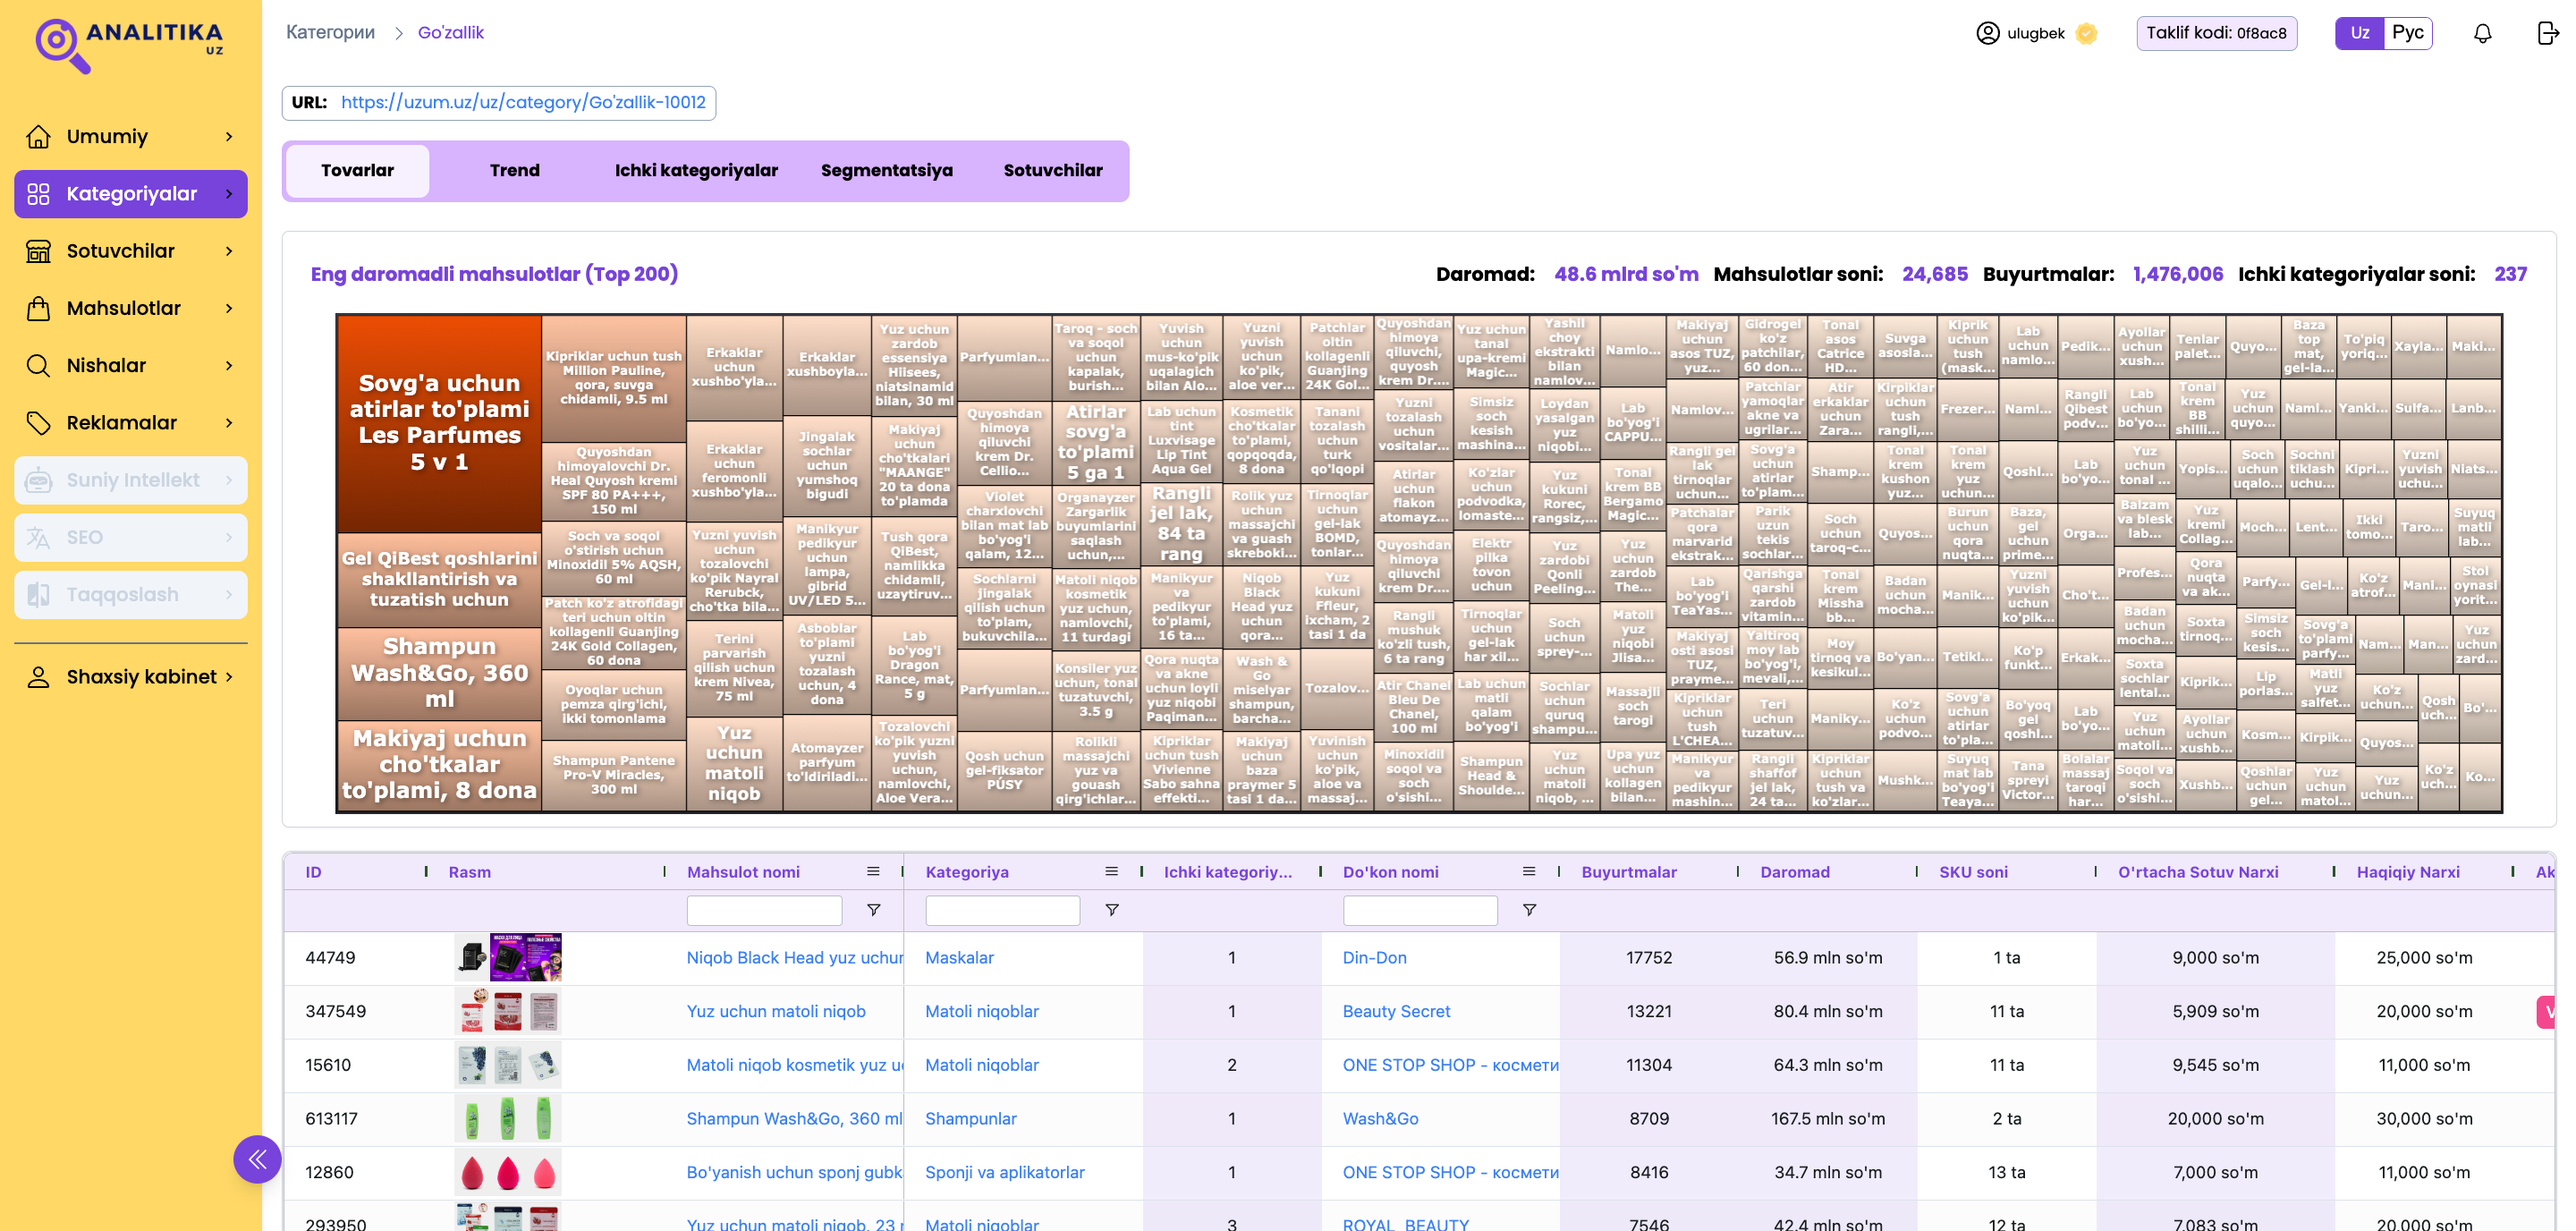 ANALITIKA
UZ
Umumiy
Kategoriyalar
Sotuvchilar
Mahsulotlar
Nishalar
Reklamalar
Suniy Intellekt
SEO
Taqqoslash
Shaxsiy kabinet
Категории > Go'zallik
ulugbek
Taklif kodi: 0f8ac8
Uz Рус
URL: https://uzum.uz/uz/category/Go'zallik-10012
Tovarlar Trend Ichki kategoriyalar Segmentatsiya Sotuvchilar
Eng daromadli mahsulotlar (Top 200)
Daromad: 48.6 mlrd so'm Mahsulotlar soni: 24,685 Buyurtmalar: 1,476,006 Ichki kategoriyalar soni: 237
Sovg'a uchun
atirlar to'plami
Les Parfumes
5 v 1
Gel QiBest qoshlarini
shakllantirish va
tuzatish uchun
Shampun
Wash&Go, 360
ml
Makiyaj uchun
cho'tkalar
to'plami, 8 dona
Kipriklar uchun tush
Million Pauline,
qora, suvga
chidamli, 9.5 ml
Quyoshdan
himoyalovchi Dr.
Heal Quyosh kremi
SPF 80 PA+++,
150 ml
Soch va soqol
o'stirish uchun
Minoxidil 5% AQSH,
60 ml
Patch ko'z atrofidagi
teri uchun oltin
kollagenli Guanjing
24K Gold Collagen,
60 dona
Oyoqlar uchun
pemza qirg'ichi,
ikki tomonlama
Shampun Pantene
Pro-V Miracles,
300 ml
Erkaklar
uchun
xushbo'yla...
Erkaklar
uchun
feromonli
xushbo'yla...
Yuzni yuvish
uchun
tozalovchi
ko'pik Nayral
Rerubck,
cho'tka bila...
Terini
parvarish
qilish uchun
krem Nivea,
75 ml
Yuz
uchun
matoli
niqob
Erkaklar
xushboyla...
Jingalak
sochlar
uchun
yumshoq
bigudi
Manikyur
pedikyur
uchun
lampa,
gibrid
UV/LED 5...
Asboblar
to'plami
yuzni
tozalash
uchun, 4
dona
Atomayzer
parfyum
to'ldiriladi...
Yuz uchun
zardob
essensiya
Hiisees,
niatsinamid
bilan, 30 ml
Makiyaj
uchun
cho'tkalari
"MAANGE"
20 ta dona
to'plamda
Tush qora
QiBest,
namlikka
chidamli,
uzaytiruv...
Lab
bo'yog'i
Dragon
Rance, mat,
5 g
Tozalovchi
ko'pik yuzni
yuvish
uchun,
namlovchi,
Aloe Vera...
Parfyumlan...
Quyoshdan
himoya
qiluvchi
krem Dr.
Cellio...
Violet
charxlovchi
bilan mat lab
bo'yog'i
qalam, 12...
Sochlarni
jingalak
qilish uchun
to'plam,
bukuvchila...
Parfyumlan...
Qosh uchun
gel-fiksator
PÚSY
Taroq - soch
va soqol
uchun
kapalak,
burish...
Atirlar
sovg'a
to'plami
5 ga 1
Organayzer
Zargarlik
buyumlarini
saqlash
uchun,...
Matoli niqob
kosmetik
yuz uchun,
namlovchi,
11 turdagi
Konsiler yuz
uchun, tonal
tuzatuvchi,
3.5 g
Rolikli
massajchi
yuz va
gouash
qirg'ichlar...
Yuvish
uchun
mus-ko'pik
uqalagich
bilan Alo...
Lab uchun
tint
Luxvisage
Lip Tint
Aqua Gel
Rangli
jel lak,
84 ta
rang
Manikyur
va
pedikyur
to'plami,
16 ta...
Qora nuqta
va akne
uchun loyli
yuz niqobi
Paqiman...
Kipriklar
uchun tush
Vivienne
Sabo sahna
effekti...
Yuzni
yuvish
uchun
ko'pik,
aloe ver...
Kosmetik
cho'tkalar
to'plami,
qopqoqda,
8 dona
Rolik yuz
uchun
massajchi
va guash
skreboki...
Niqob
Black
Head yuz
uchun
qora...
Wash &
Go
miselyar
shampun,
barcha...
Makiyaj
uchun
baza
praymer 5
tasi 1 da...
Patchlar
oltin
kollagenli
Guanjing
24K Gol...
Tanani
tozalash
uchun
turk
qo'lqopi
Tirnoqlar
uchun
gel-lak
BOMD,
tonlar...
Yuz
kukuni
Ffleur,
ixcham, 2
tasi 1 da
Tozalov...
Yuvinish
uchun
ko'pik,
aloe va
massaj...
Quyoshdan
himoya
qiluvchi,
quyosh
krem Dr....
Yuzni
tozalash
uchun
vositalar...
Atirlar
uchun
flakon
atomayz...
Quyoshdan
himoya
qiluvchi
krem Dr....
Rangli
mushuk
ko'zli tush,
6 ta rang
Atir Chanel
Bleu De
Chanel,
100 ml
Minoxidil
soqol va
soch
o'sishi...
Yuz uchun
tanal
upa-kremi
Magic...
Simsiz
soch
kesish
mashina...
Ko'zlar
uchun
podvodka,
lomaste...
Elektr
pilka
tovon
uchun
Tirnoqlar
uchun
gel-lak
har xil...
Lab uchun
matli
qalam
bo'yog'i
Shampun
Head &
Shoulde...
Yashil
choy
ekstrakti
bilan
namlov...
Loydan
yasalgan
yuz
niqobi...
Yuz
kukuni
Rorec,
rangsiz,...
Yuz
zardobi
Qonli
Peeling...
Soch
uchun
sprey-...
Sochlar
uchun
quruq
shampu...
Yuz
uchun
matoli
niqob, ...
Namlo...
Lab
bo'yog'i
CAPPU...
Tonal
krem BB
Bergamo
Magic...
Yuz
uchun
zardob
The...
Matoli
yuz
niqobi
Jlisa...
Massajli
soch
tarogi
Upa yuz
uchun
kollagen
bilan...
Makiyaj
uchun
asos TUZ,
yuz...
Namlov...
Rangli gel
lak
tirnoqlar
uchun...
Patchalar
qora
marvarid
ekstrak...
Lab
bo'yog'i
TeaYas...
Makiyaj
osti asosi
TUZ,
prayme...
Kipriklar
uchun
tush
L'CHEA...
Manikyur
va
pedikyur
mashin...
Gidrogel
ko'z
patchilar,
60 don...
Patchlar
yamoqlar
akne va
ugrilar...
Sovg'a
uchun
atirlar
to'plam...
Parik
uzun
tekis
sochlar...
Qarishga
qarshi
zardob
vitamin...
Yaltiroq
moy lab
bo'yog'i,
mevali,...
Teri
uchun
tuzatuv...
Rangli
shaffof
jel lak,
24 ta...
Tonal
asos
Catrice
HD...
Atir
erkaklar
uchun
Zara...
Shamp...
Soch
uchun
taroq-c...
Tonal
krem
Missha
bb...
Moy
tirnoq va
kesikul...
Maniky...
Kipriklar
uchun
tush va
ko'zlar...
Suvga
asosla...
Kirpiklar
uchun
tush
rangli,...
Tonal
krem
kushon
yuz...
Quyos...
Badan
uchun
mocha...
Bo'yan...
Ko'z
uchun
podvo...
Mushk...
Kiprik
uchun
tush
(mask...
Frezer...
Tonal
krem
yuz
uchun...
Burun
uchun
qora
nuqta...
Manik...
Tetikl...
Sovg'a
uchun
atirlar
to'pla...
Suyuq
mat lab
bo'yog'i
Teaya...
Lab
uchun
namlo...
Naml...
Qoshl...
Baza,
gel
uchun
prime...
Yuzni
yuvish
uchun
ko'pik...
Ko'p
funkt...
Bo'yoq
gel
qoshl...
Tana
spreyi
Victor...
Pedik...
Rangli
Qibest
podv...
Lab
bo'yo...
Orga...
Cho't...
Erkak...
Lab
bo'yo...
Bolalar
massaj
taroqi
har...
Ayollar
uchun
xush...
Lab
uchun
bo'yo...
Yuz
uchun
tonal ...
Balzam
va blesk
lab...
Profes...
Badan
uchun
mocha...
Soxta
sochlar
lental...
Yuz
uchun
matoli...
Soqol va
soch
o'sishi...
Tenlar
palet...
Tonal
krem
BB
shilli...
Yopis...
Yuz
kremi
Collag...
Qora
nuqta
va ak...
Soxta
tirnoq...
Kiprik...
Ayollar
uchun
xushb...
Xushb...
Quyo...
Yuz
uchun
quyo...
Soch
uchun
uqalo...
Moch...
Parfy...
Simsiz
soch
kesis...
Lip
porlas...
Kosm...
Qoshlar
uchun
gel...
Baza
top
mat,
gel-la...
Naml...
Sochni
tiklash
uchu...
Lent...
Gel-l...
Sovg'a
to'plami
parfy...
Matli
yuz
salfet...
Kirpik...
Yuz
uchun
matol...
To'piq
yoriq...
Yanki...
Kipri...
Ikki
tomo...
Ko'z
atrof...
Nam...
Ko'z
uchun...
Quyos...
Yuz
uchun...
Xayla...
Sulfa...
Yuzni
yuvish
uchu...
Taro...
Mani...
Man...
Qosh
uch...
Ko'z
uch...
Maki...
Lanb...
Niats...
Suyuq
matli
lab...
Stol
oynasi
yorit...
Yuz
uchun
zard...
Bo'...
Ko...
ID Rasm Mahsulot nomi Kategoriya Ichki kategoriy... Do'kon nomi Buyurtmalar Daromad SKU soni O'rtacha Sotuv Narxi Haqiqiy Narxi Ak
44749 Niqob Black Head yuz uchur Maskalar 1 Din-Don 17752 56.9 mln so'm 1 ta 9,000 so'm 25,000 so'm
347549 Yuz uchun matoli niqob Matoli niqoblar 1 Beauty Secret 13221 80.4 mln so'm 11 ta 5,909 so'm 20,000 so'm V
15610 Matoli niqob kosmetik yuz u Matoli niqoblar 2 ONE STOP SHOP - космети 11304 64.3 mln so'm 11 ta 9,545 so'm 11,000 so'm
613117 Shampun Wash&Go, 360 ml Shampunlar 1 Wash&Go 8709 167.5 mln so'm 2 ta 20,000 so'm 30,000 so'm
12860 Bo'yanish uchun sponj gubk Sponji va aplikatorlar 1 ONE STOP SHOP - космети 8416 34.7 mln so'm 13 ta 7,000 so'm 11,000 so'm
293950 Yuz uchun matoli niqob, 23 Matoli niqoblar 3 ROYAL_BEAUTY 7546 42.4 mln so'm 12 ta 7,083 so'm 20,000 so'm